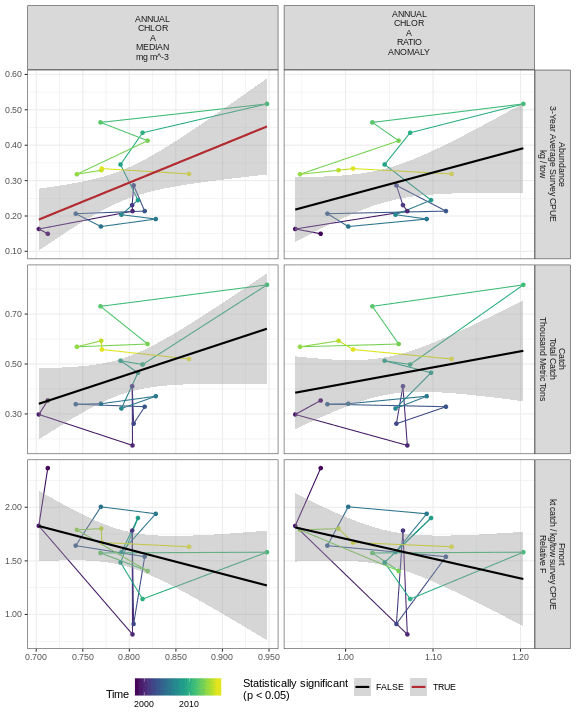 ANNUAL
CHLOR
A
MEDIAN
mg m^-3
ANNUAL
CHLOR
A
RATIO
ANOMALY
0.60
0.50
0.40
0.30
0.20
0.10
Abundance
3-Year Average Survey CPUE
kg / tow
0.70
0.50
0.30
Catch
Total Catch
Thousand Metric Tons
2.00
1.50
1.00
Fmort
kt catch / kg/tow survey CPUE
Relative F
0.700 0.750 0.800 0.850 0.900 0.950
1.00 1.10 1.20
Time
2000 2010
Statistically significant
(p < 0.05)
FALSE
TRUE